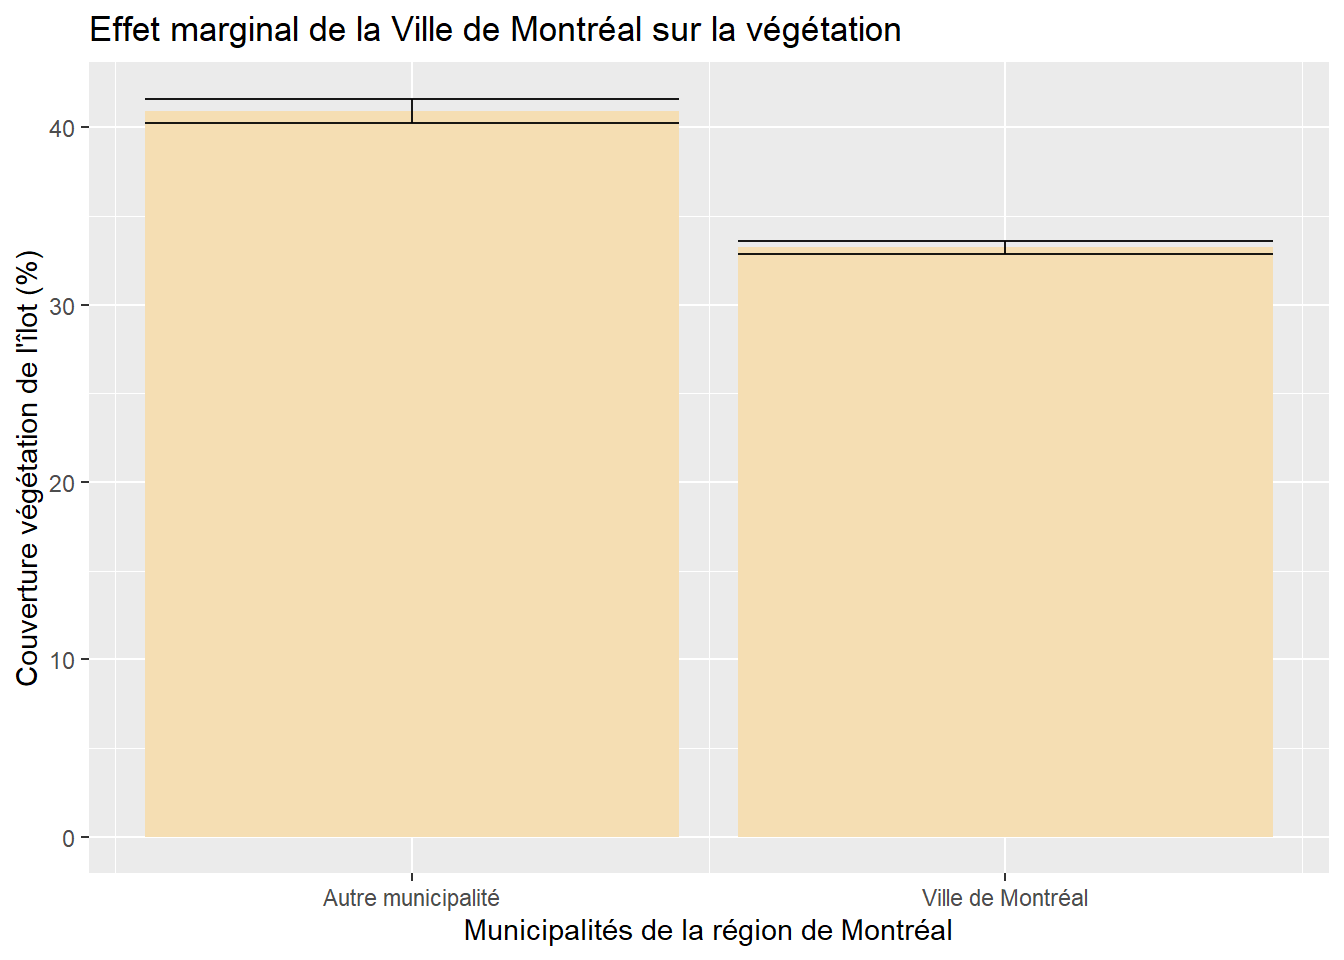 Effet marginal de la Ville de Montréal sur la végétation
Couverture végétation de l'îlot (%)
40
30
20
10
0
Autre municipalité
Ville de Montréal
Municipalités de la région de Montréal